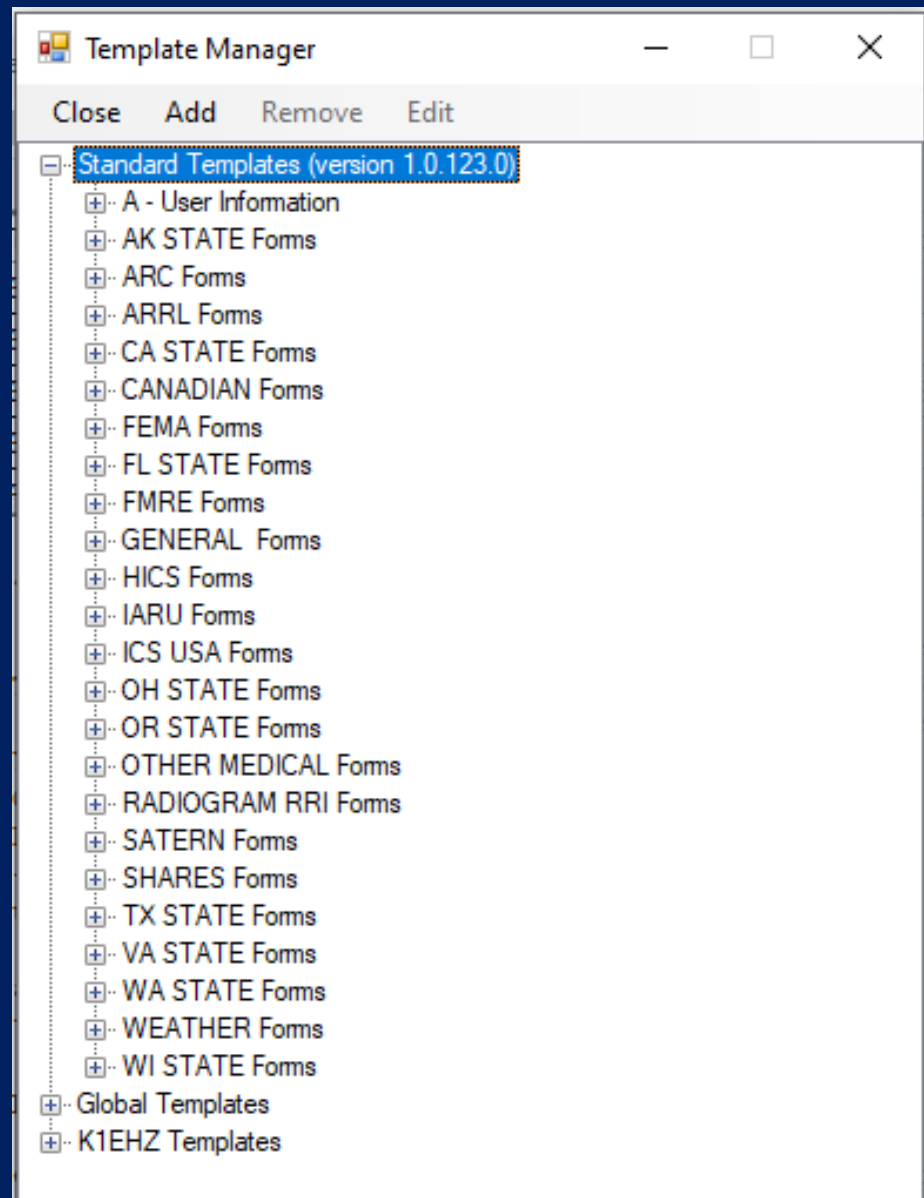 Template Manager
Close Add Remove Edit
Standard Templates (version 1.0.123.0)
A - User Information
AK STATE Forms
ARC Forms
ARRL Forms
CA STATE Forms
CANADIAN Forms
FEMA Forms
FL STATE Forms
FMRE Forms
GENERAL  Forms
HICS Forms
IARU Forms
ICS USA Forms
OH STATE Forms
OR STATE Forms
OTHER MEDICAL Forms
RADIOGRAM RRI Forms
SATERN Forms
SHARES Forms
TX STATE Forms
VA STATE Forms
WA STATE Forms
WEATHER Forms
WI STATE Forms
Global Templates
K1EHZ Templates